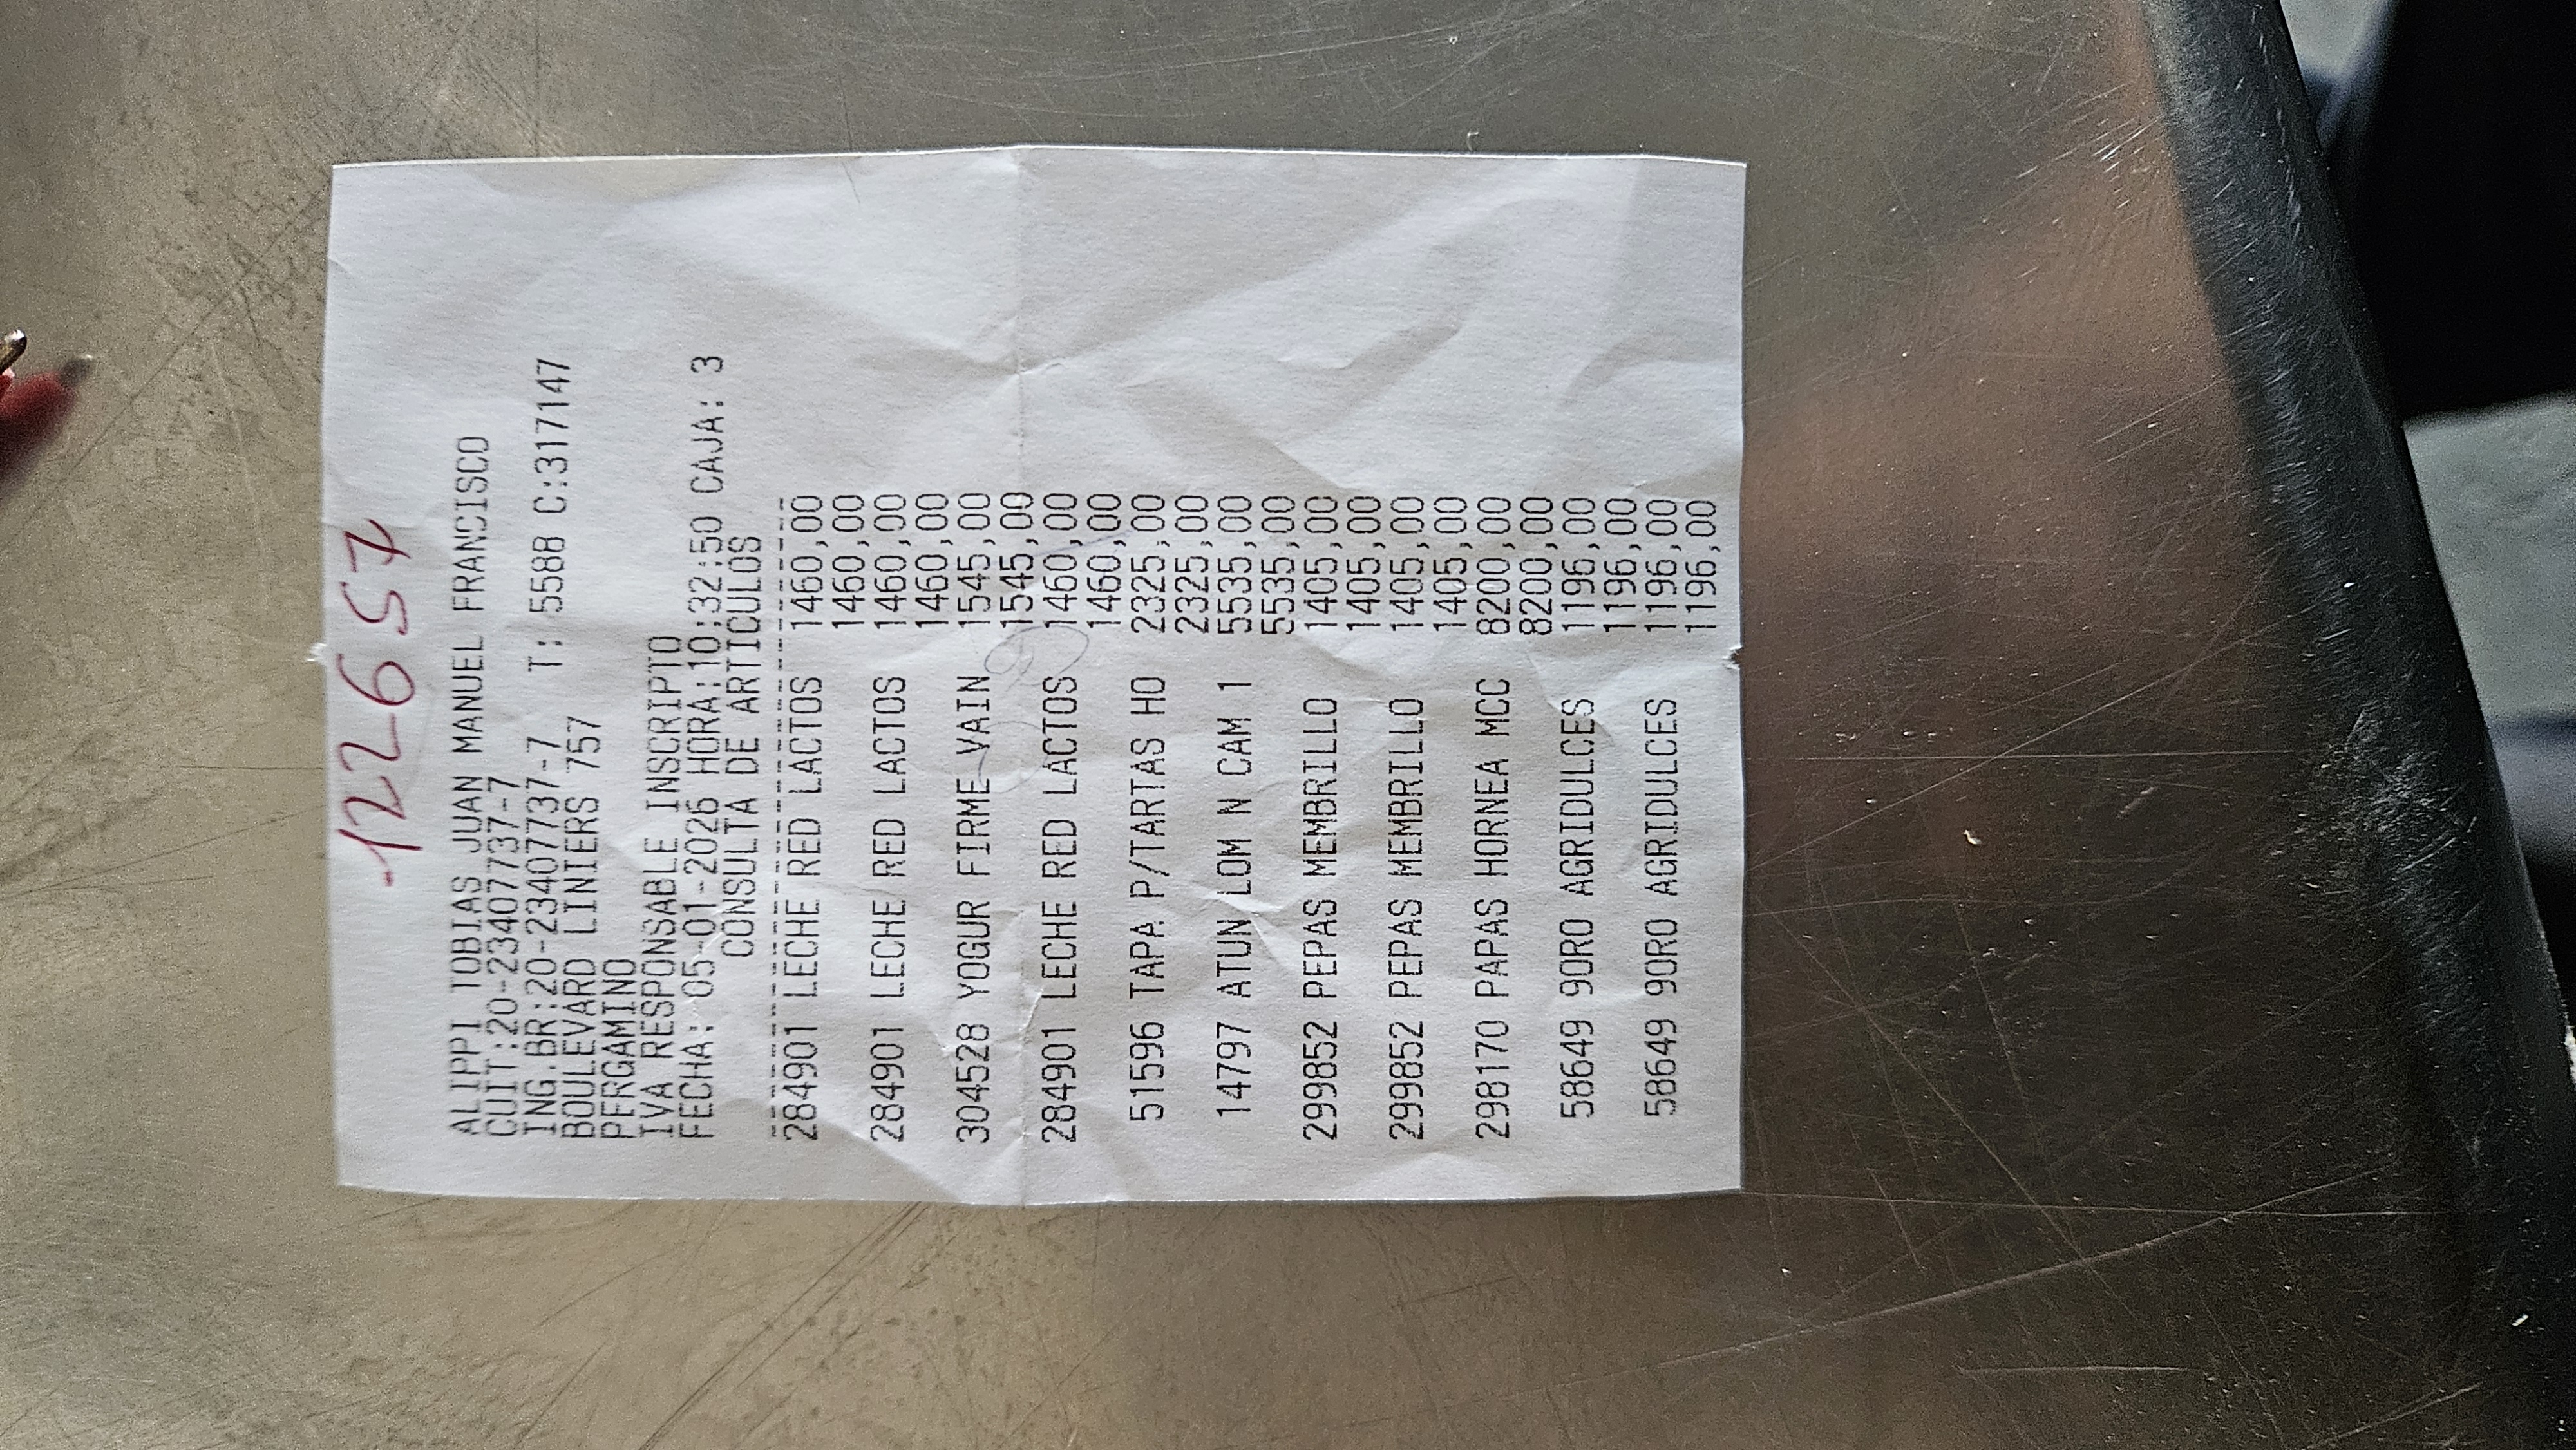 122657
ALIPPI TOBIAS JUAN MANUEL FRANCISCO
CUIT:20-23407737-7
ING.BR:20-23407737-7
BOULEVARD LINIERS 757 T: 5588 C:317147
PERGAMINO
IVA RESPONSABLE INSCRIPTO
FECHA: 05-01-2026 HORA:10:32:50 CAJA: 3
CONSULTA DE ARTICULOS
284901 LECHE RED LACTOS 1460,00
1460,00
284901 LECHE RED LACTOS 1460,00
1460,00
304528 YOGUR FIRME VAIN 1545,00
1545,00
284901 LECHE RED LACTOS 1460,00
1460,00
51596 TAPA P/TARTAS HO 2325,00
2325,00
14797 ATUN LOM N CAM 1 5535,00
5535,00
299852 PEPAS MEMBRILLO 1405,00
1405,00
299852 PEPAS MEMBRILLO 1405,00
1405,00
298170 PAPAS HORNEA MCC 8200,00
8200,00
58649 9ORO AGRIDULCES 1196,00
1196,00
58649 9ORO AGRIDULCES 1196,00
1196,00